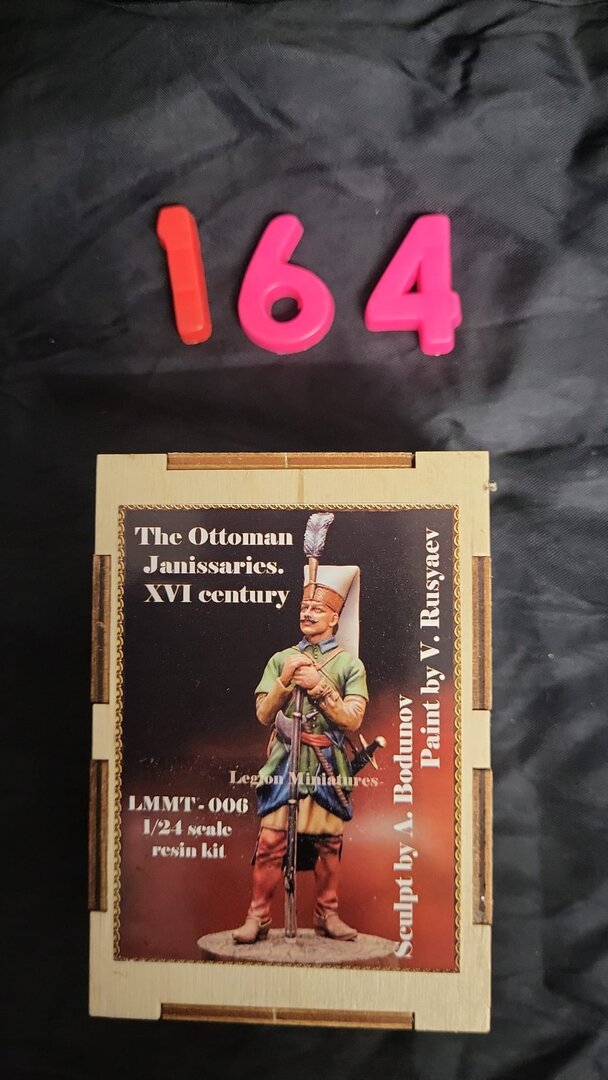 164
The Ottoman
Janissaries.
XVI century
Legion Miniatures
LMMT-006
1/24 scale
resin kit
Sculpt by A. Bodunov
Paint by V. Rusyaev